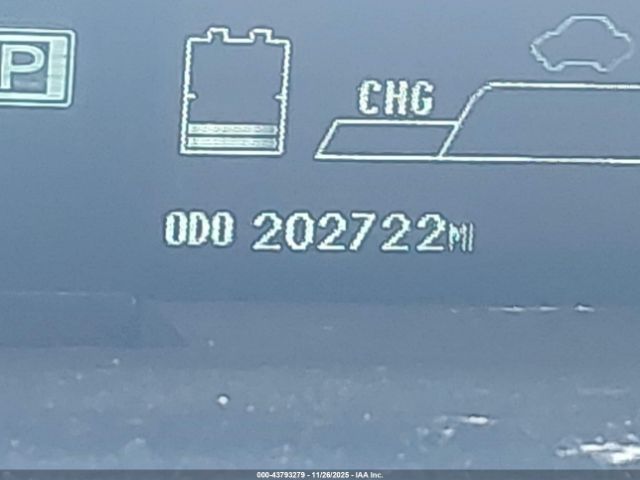 P
CHG
ODO 202722MI
000-43793279 - 11/26/2025 - IAA Inc.